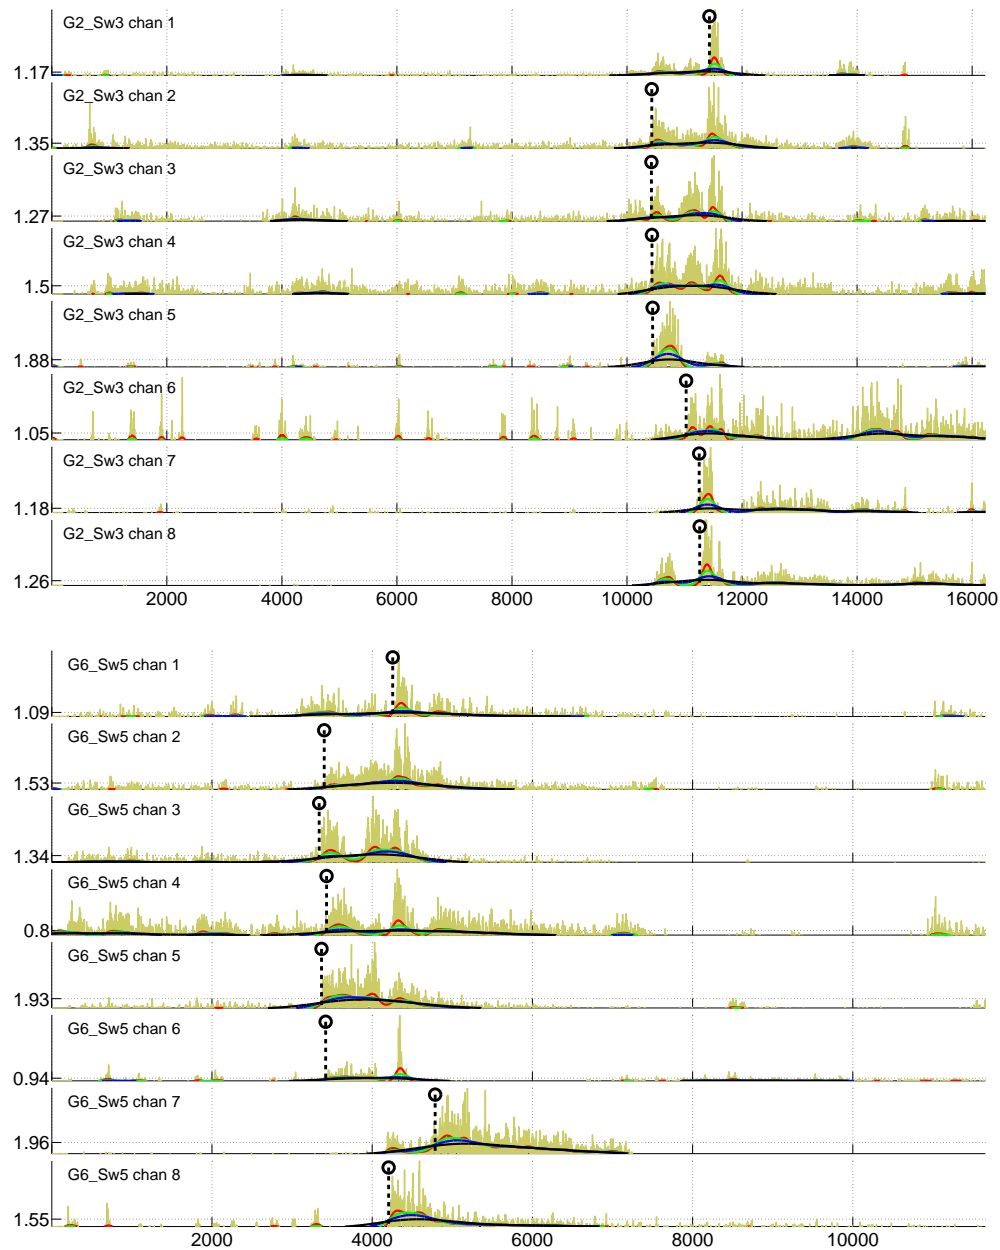 G2_Sw3 chan 1
1.17
G2_Sw3 chan 2
1.35
G2_Sw3 chan 3
1.27
G2_Sw3 chan 4
1.5
G2_Sw3 chan 5
1.88
G2_Sw3 chan 6
1.05
G2_Sw3 chan 7
1.18
G2_Sw3 chan 8
1.26
2000 4000 6000 8000 10000 12000 14000 16000
G6_Sw5 chan 1
1.09
G6_Sw5 chan 2
1.53
G6_Sw5 chan 3
1.34
G6_Sw5 chan 4
0.8
G6_Sw5 chan 5
1.93
G6_Sw5 chan 6
0.94
G6_Sw5 chan 7
1.96
G6_Sw5 chan 8
1.55
2000 4000 6000 8000 10000